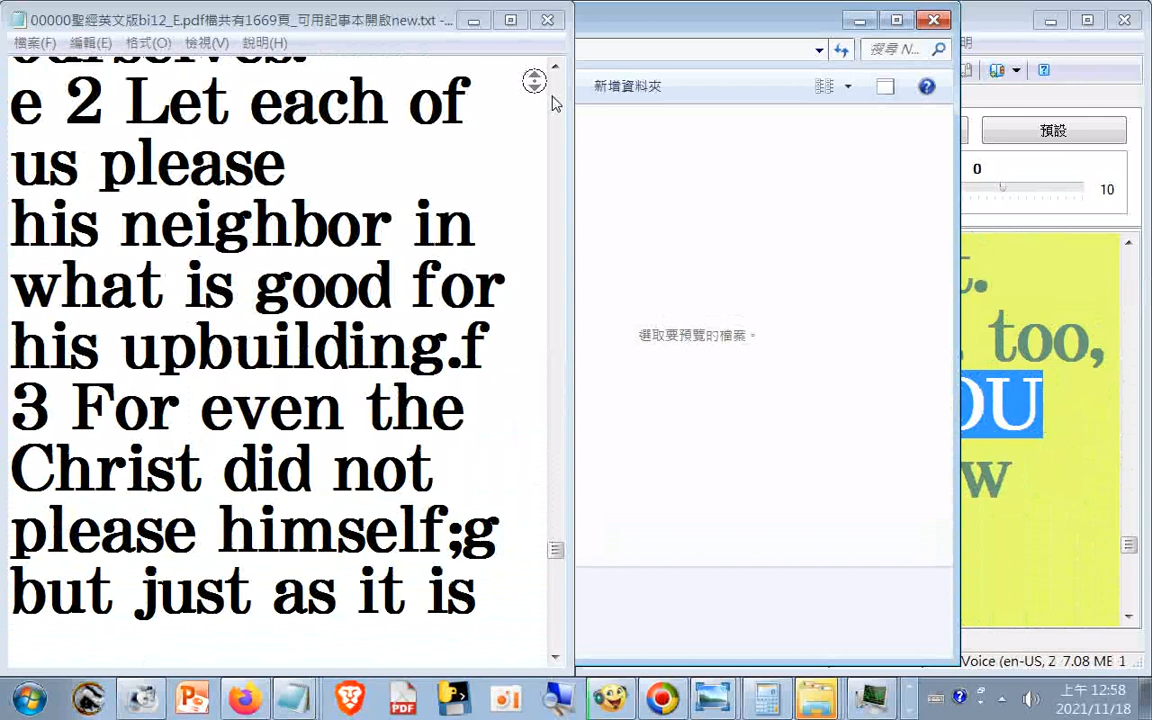 00000聖經英文版bi12_E.pdf檔共有1669頁_可用記事本開啟new.txt -...
檔案(F) 編輯(E) 格式(O) 檢視(V) 說明(H)
ourselves.
e 2 Let each of
us please
his neighbor in
what is good for
his upbuilding.f
3 For even the
Christ did not
please himself;g
but just as it is
搜尋 N...
新增資料夾
選取要預覽的檔案。
明
預設
0
10
t.
too,
OU
w
Voice (en-US, Z 7.08 ME 1
PDF
上午 12:58
2021/11/18